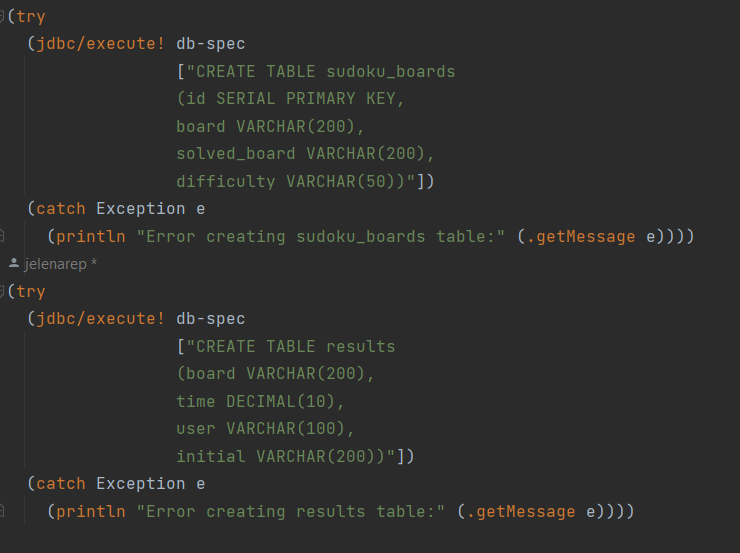 (try
(jdbc/execute! db-spec
["CREATE TABLE sudoku_boards
(id SERIAL PRIMARY KEY,
board VARCHAR(200),
solved_board VARCHAR(200),
difficulty VARCHAR(50))"])
(catch Exception e
(println "Error creating sudoku_boards table:" (.getMessage e))))
jelenarep *
(try
(jdbc/execute! db-spec
["CREATE TABLE results
(board VARCHAR(200),
time DECIMAL(10),
user VARCHAR(100),
initial VARCHAR(200))"])
(catch Exception e
(println "Error creating results table:" (.getMessage e))))